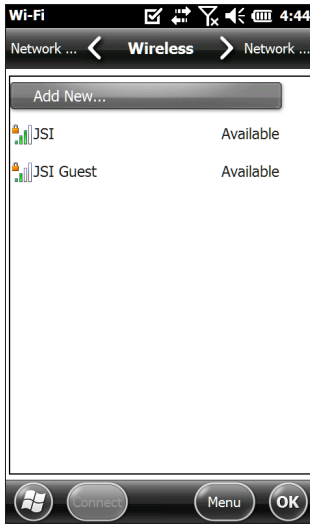 Wi-Fi 4:44
Network ... Wireless Network ...
Add New...
JSI Available
JSI Guest Available
Connect Menu OK